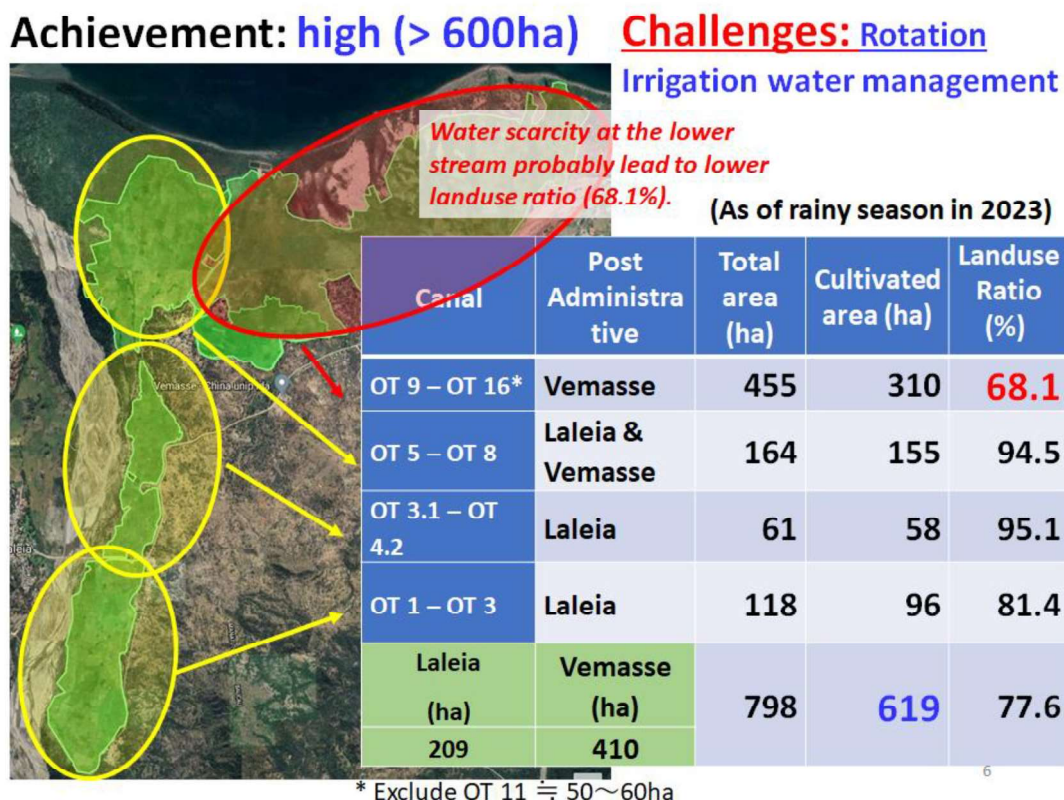 Achievement: high (> 600ha)
Challenges: Rotation
Irrigation water management
Water scarcity at the lower
stream probably lead to lower
landuse ratio (68.1%).
(As of rainy season in 2023)
Canal
Post
Administra
tive
Total
area
(ha)
Cultivated
area (ha)
Landuse
Ratio
(%)
OT 9 – OT 16* Vemasse 455 310 68.1
OT 5 – OT 8
Laleia &
Vemasse
164 155 94.5
OT 3.1 – OT
4.2
Laleia 61 58 95.1
OT 1 – OT 3 Laleia 118 96 81.4
Laleia
(ha)
Vemasse
(ha)
798 619 77.6
209 410
* Exclude OT 11 ≒ 50~60ha
6